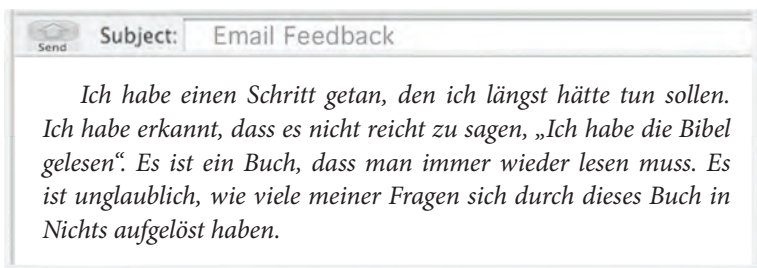 Send Subject: Email Feedback
Ich habe einen Schritt getan, den ich längst hätte tun sollen.
Ich habe erkannt, dass es nicht reicht zu sagen, „Ich habe die Bibel
gelesen“. Es ist ein Buch, dass man immer wieder lesen muss. Es
ist unglaublich, wie viele meiner Fragen sich durch dieses Buch in
Nichts aufgelöst haben.